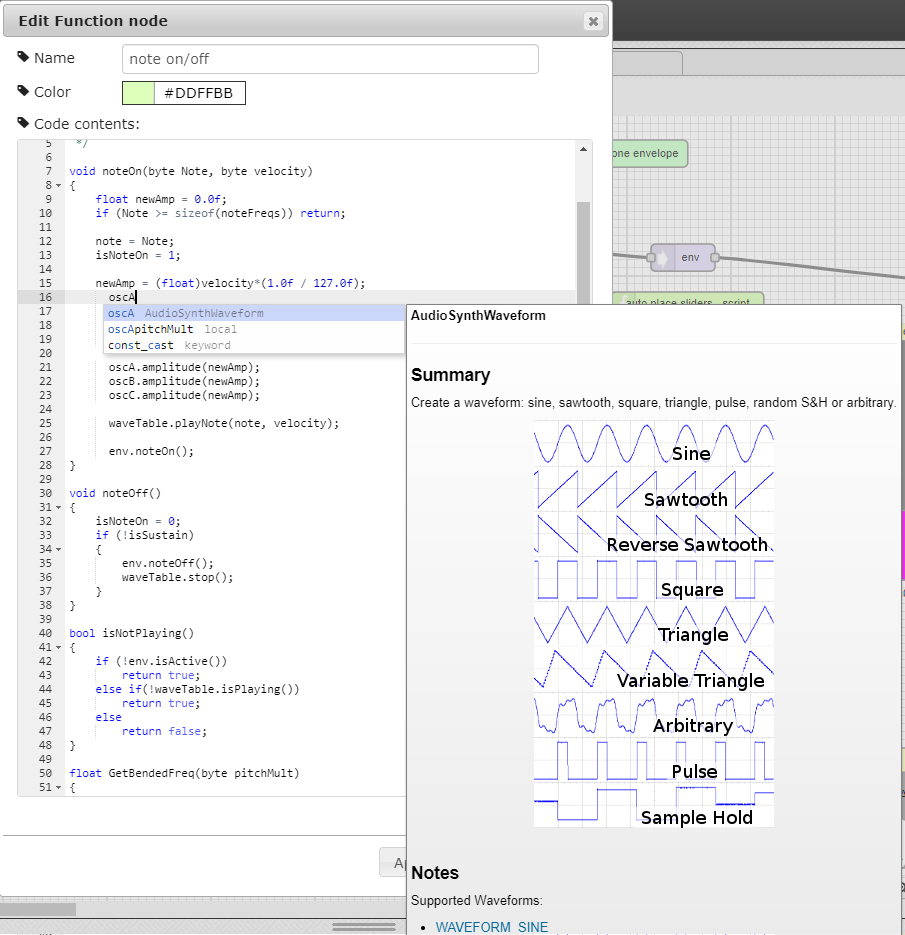 Edit Function node
Name
note on/off
Color
#DDFFBB
Code contents:
5 */
6
7 void noteOn(byte Note, byte velocity)
8 {
9 float newAmp = 0.0f;
10 if (Note >= sizeof(noteFreqs)) return;
11
12 note = Note;
13 isNoteOn = 1;
14
15 newAmp = (float)velocity*(1.0f / 127.0f);
16 oscA
17
18
19
20
oscA AudioSynthWaveform
oscApitchMult local
const_cast keyword
21 oscA.amplitude(newAmp);
22 oscB.amplitude(newAmp);
23 oscC.amplitude(newAmp);
24
25 waveTable.playNote(note, velocity);
26
27 env.noteOn();
28 }
29
30 void noteOff()
31 {
32 isNoteOn = 0;
33 if (!isSustain)
34 {
35 env.noteOff();
36 waveTable.stop();
37 }
38 }
39
40 bool isNotPlaying()
41 {
42 if (!env.isActive())
43 return true;
44 else if(!waveTable.isPlaying())
45 return true;
46 else
47 return false;
48 }
49
50 float GetBendedFreq(byte pitchMult)
51 {
Ap
one envelope
env
auto place sliders - script
AudioSynthWaveform
Summary
Create a waveform: sine, sawtooth, square, triangle, pulse, random S&H or arbitrary.
Sine
Sawtooth
Reverse Sawtooth
Square
Triangle
Variable Triangle
Arbitrary
Pulse
Sample Hold
Notes
Supported Waveforms:
WAVEFORM_SINE